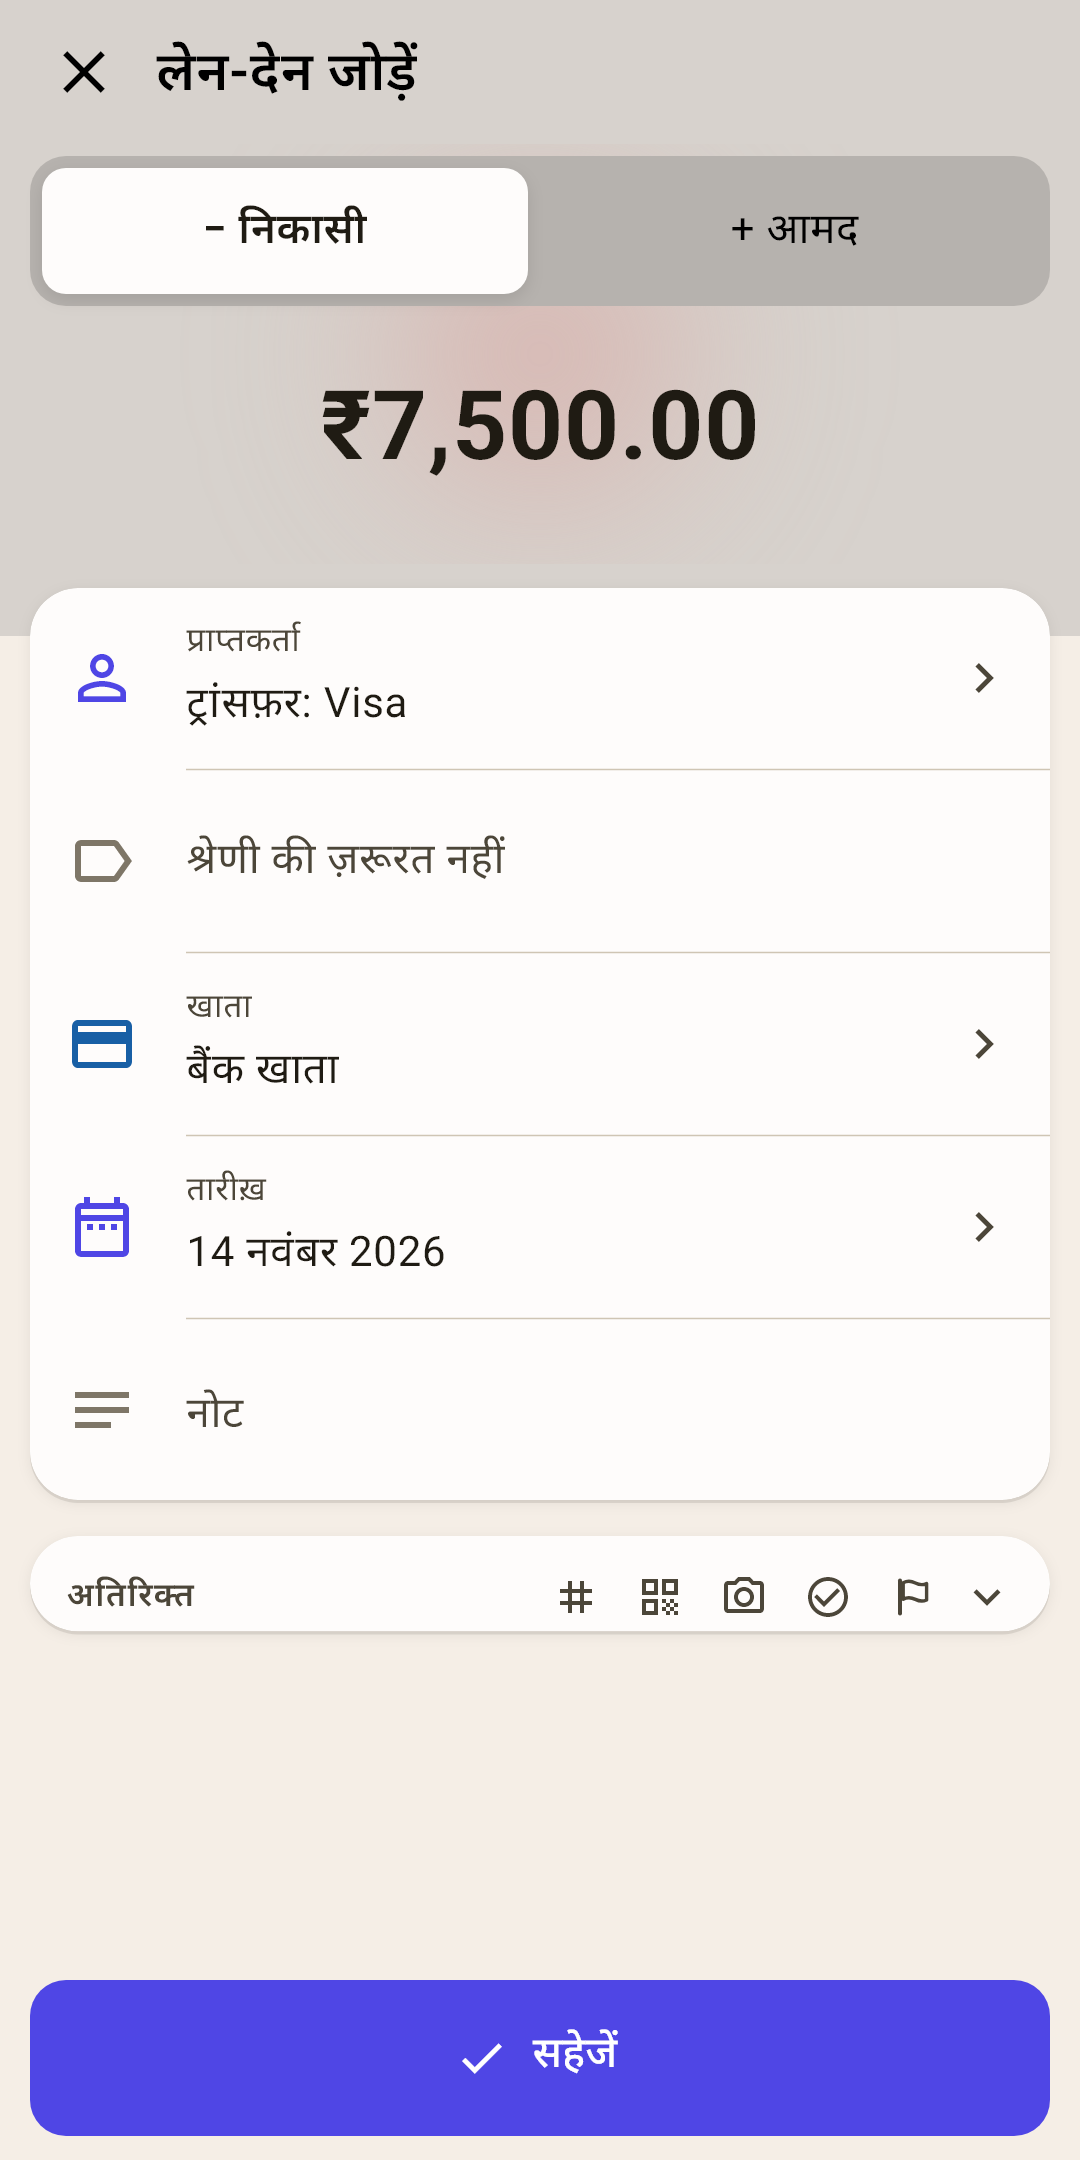 लेन-देन जोड़ें
− निकासी
+ आमद
₹7,500.00
प्राप्तकर्ता
ट्रांसफ़र: Visa
श्रेणी की ज़रूरत नहीं
खाता
बैंक खाता
तारीख़
14 नवंबर 2026
नोट
अतिरिक्त
सहेजें